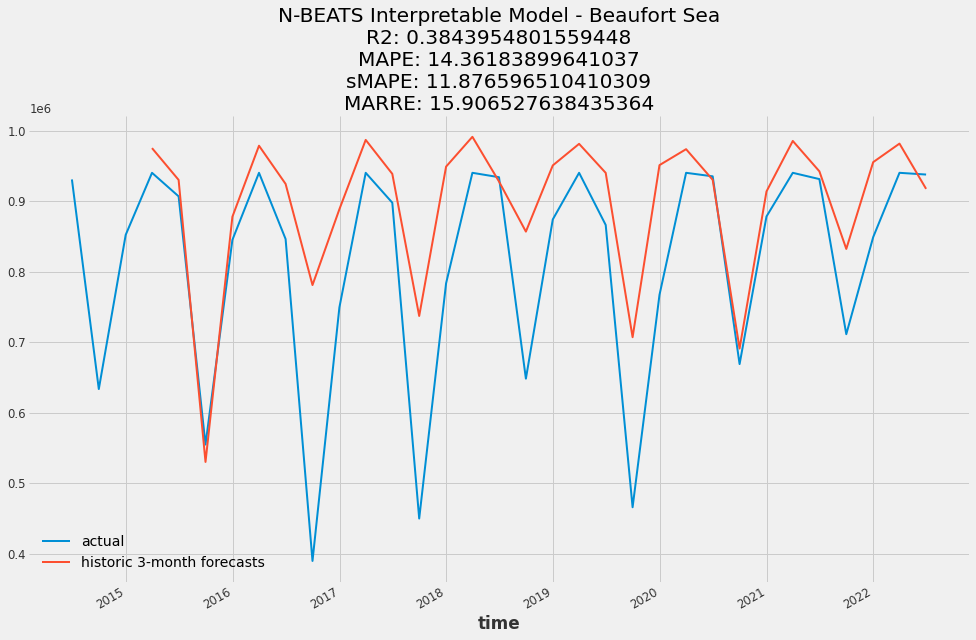 N-BEATS Interpretable Model - Beaufort Sea
R2: 0.3843954801559448
MAPE: 14.36183899641037
sMAPE: 11.876596510410309
MARRE: 15.906527638435364
1e6
1.0
0.9
0.8
0.7
0.6
0.5
0.4
actual
historic 3-month forecasts
2015
2016
2017
2018
2019
2020
2021
2022
time